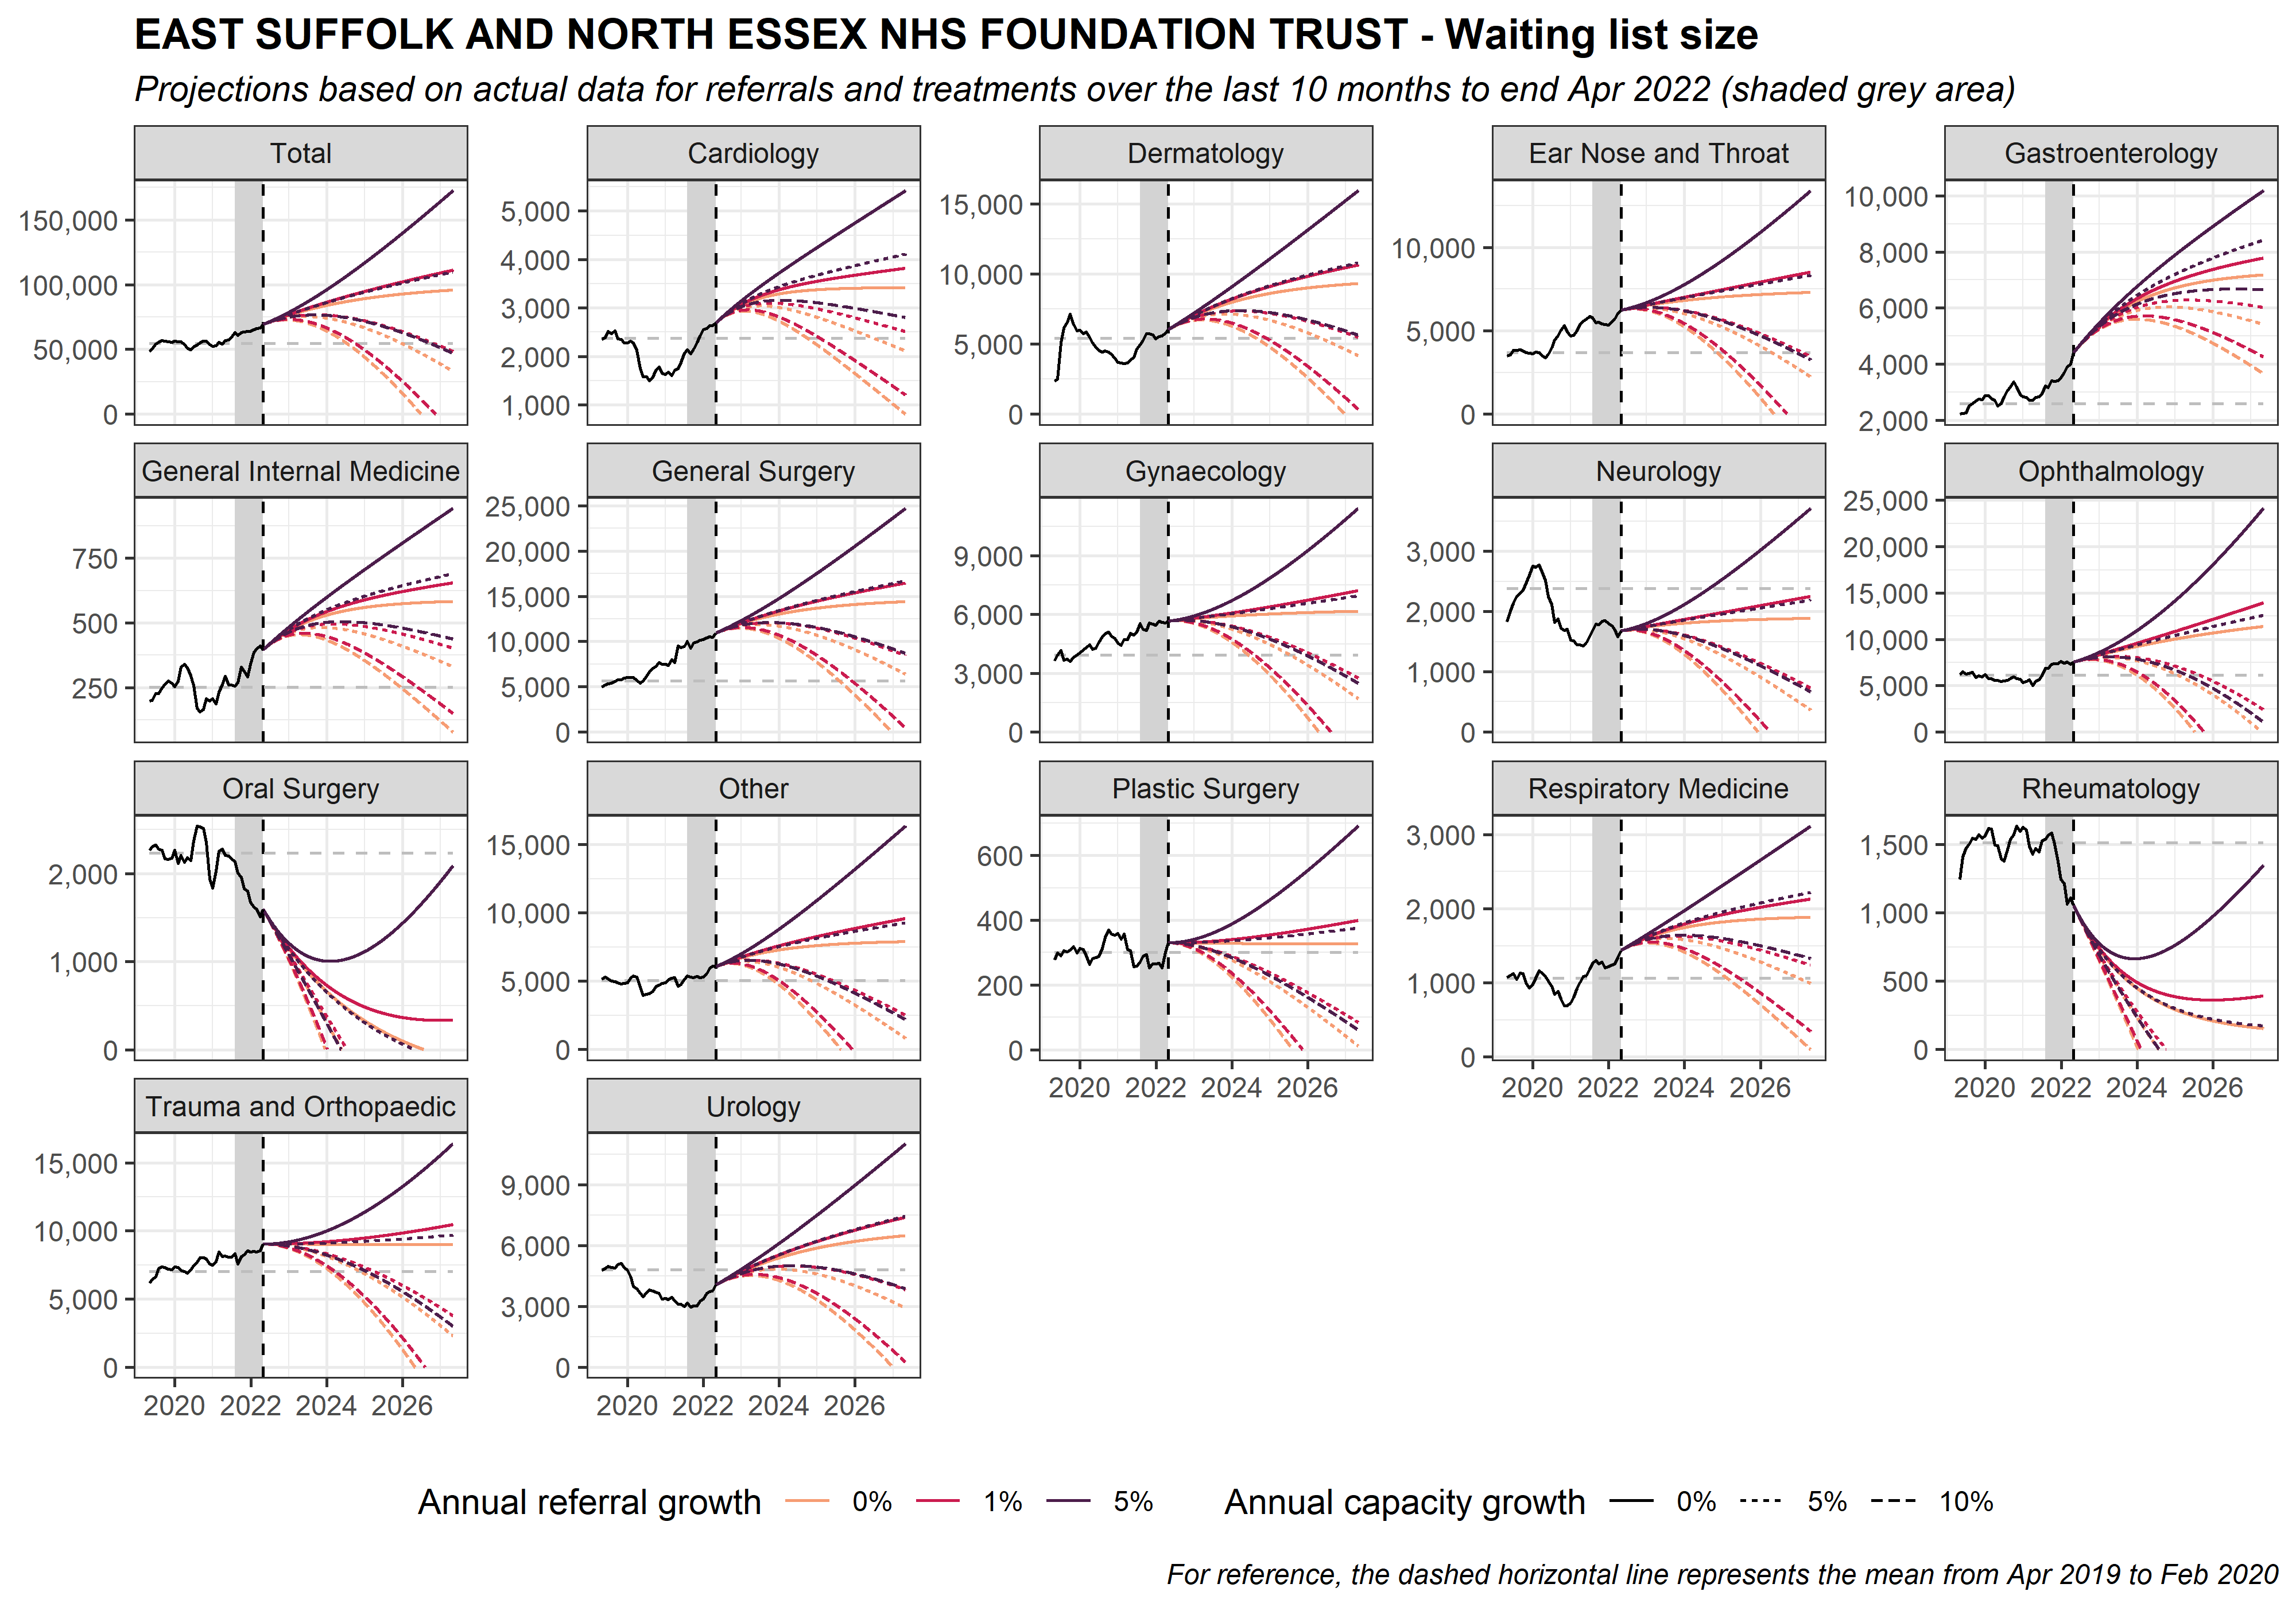 EAST SUFFOLK AND NORTH ESSEX NHS FOUNDATION TRUST - Waiting list size
Projections based on actual data for referrals and treatments over the last 10 months to end Apr 2022 (shaded grey area)
Total
150,000
100,000
50,000
0
Cardiology
5,000
4,000
3,000
2,000
1,000
Dermatology
15,000
10,000
5,000
0
Ear Nose and Throat
10,000
5,000
0
Gastroenterology
10,000
8,000
6,000
4,000
2,000
General Internal Medicine
750
500
250
General Surgery
25,000
20,000
15,000
10,000
5,000
0
Gynaecology
9,000
6,000
3,000
0
Neurology
3,000
2,000
1,000
0
Ophthalmology
25,000
20,000
15,000
10,000
5,000
0
Oral Surgery
2,000
1,000
0
Other
15,000
10,000
5,000
0
Plastic Surgery
600
400
200
0
2020 2022 2024 2026
Respiratory Medicine
3,000
2,000
1,000
0
2020 2022 2024 2026
Rheumatology
1,500
1,000
500
0
2020 2022 2024 2026
Trauma and Orthopaedic
15,000
10,000
5,000
0
2020 2022 2024 2026
Urology
9,000
6,000
3,000
0
2020 2022 2024 2026
Annual referral growth 0% 1% 5% Annual capacity growth 0% 5% 10%
For reference, the dashed horizontal line represents the mean from Apr 2019 to Feb 2020